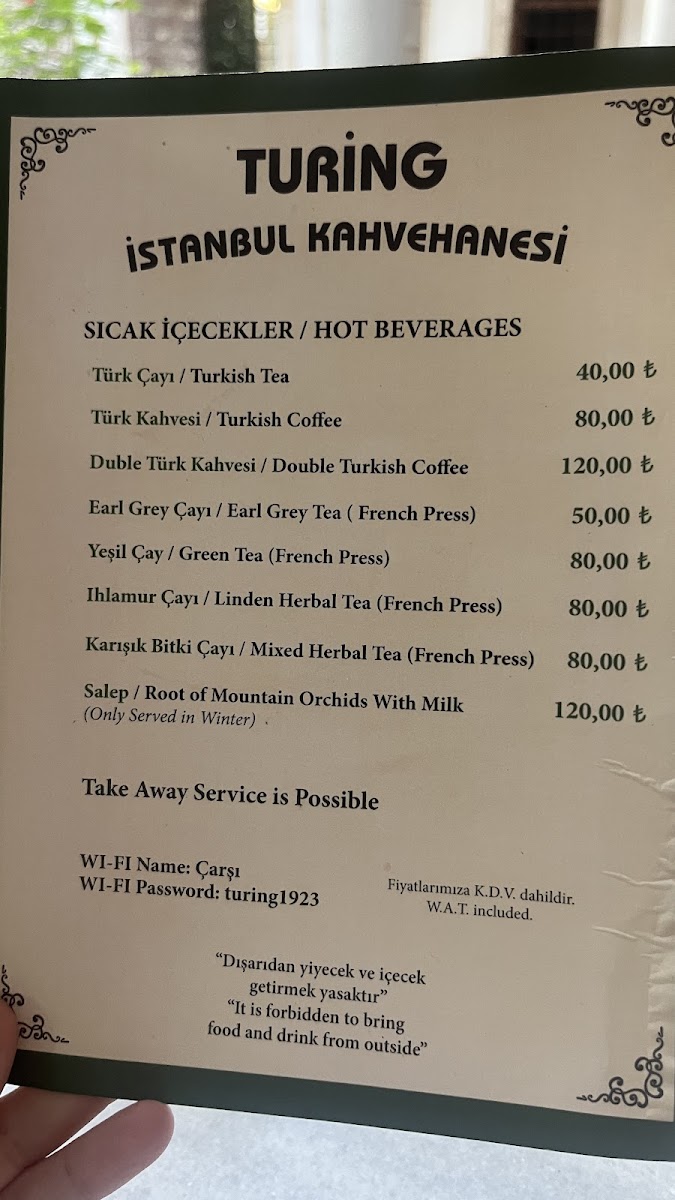 TURİNG
İSTANBUL KAHVEHANESİ
SICAK İÇECEKLER / HOT BEVERAGES
Türk Çayı / Turkish Tea 40,00 ₺
Türk Kahvesi / Turkish Coffee 80,00 ₺
Duble Türk Kahvesi / Double Turkish Coffee 120,00 ₺
Earl Grey Çayı / Earl Grey Tea ( French Press) 50,00 ₺
Yeşil Çay / Green Tea (French Press) 80,00 ₺
Ihlamur Çayı / Linden Herbal Tea (French Press) 80,00 ₺
Karışık Bitki Çayı / Mixed Herbal Tea (French Press) 80,00 ₺
Salep / Root of Mountain Orchids With Milk 120,00 ₺
(Only Served in Winter)
Take Away Service is Possible
WI-FI Name: Çarşı
WI-FI Password: turing1923
Fiyatlarımıza K.D.V. dahildir.
W.A.T. included.
“Dışarıdan yiyecek ve içecek
getirmek yasaktır”
“It is forbidden to bring
food and drink from outside”